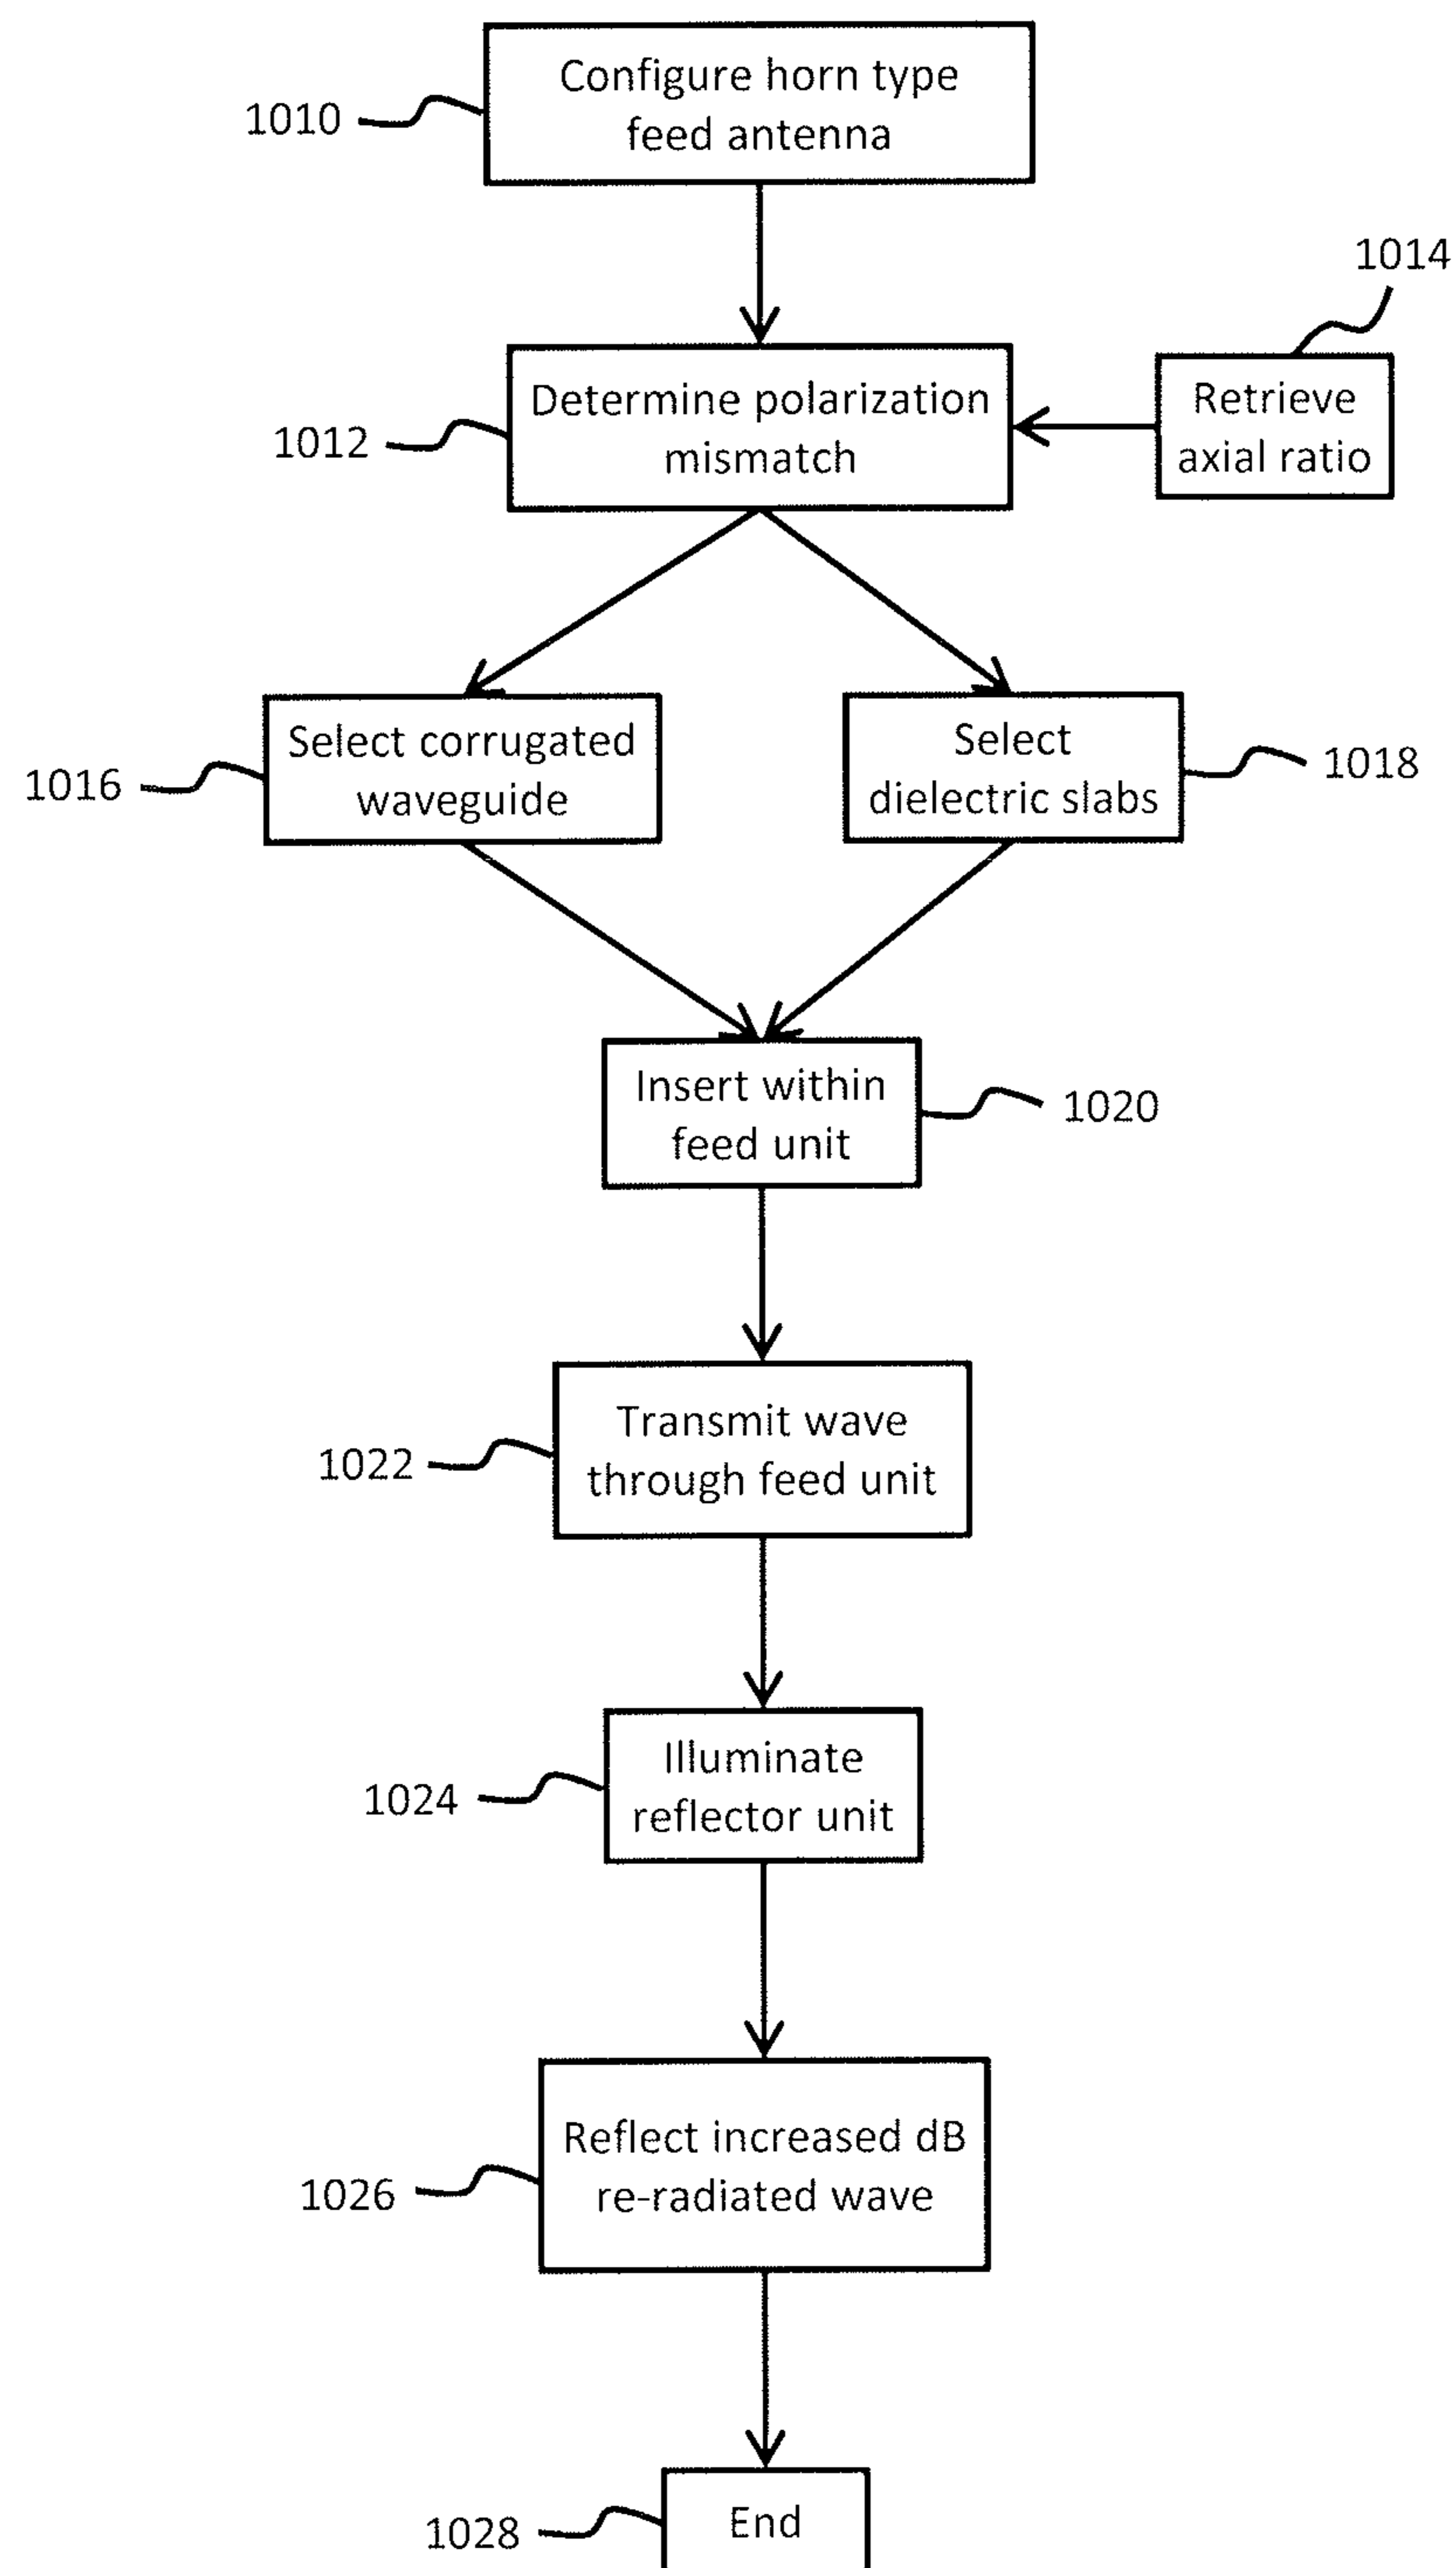 Configure horn type
feed antenna
1010
1014
Determine polarization
mismatch
1012
Retrieve
axial ratio
Select corrugated
waveguide
1016
Select
dielectric slabs
1018
Insert within
feed unit
1020
Transmit wave
through feed unit
1022
Illuminate
reflector unit
1024
Reflect increased dB
re-radiated wave
1026
End
1028